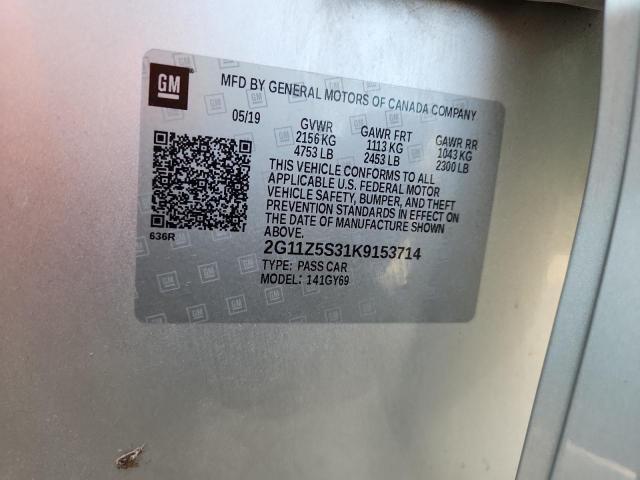 GM
MFD BY GENERAL MOTORS OF CANADA COMPANY
05/19 GVWR GAWR FRT GAWR RR
2156 KG 1113 KG 1043 KG
4753 LB 2453 LB 2300 LB
THIS VEHICLE CONFORMS TO ALL
APPLICABLE U.S. FEDERAL MOTOR
VEHICLE SAFETY, BUMPER, AND THEFT
PREVENTION STANDARDS IN EFFECT ON
THE DATE OF MANUFACTURE SHOWN
ABOVE.
636R
2G11Z5S31K9153714
TYPE: PASS CAR
MODEL: 141GY69